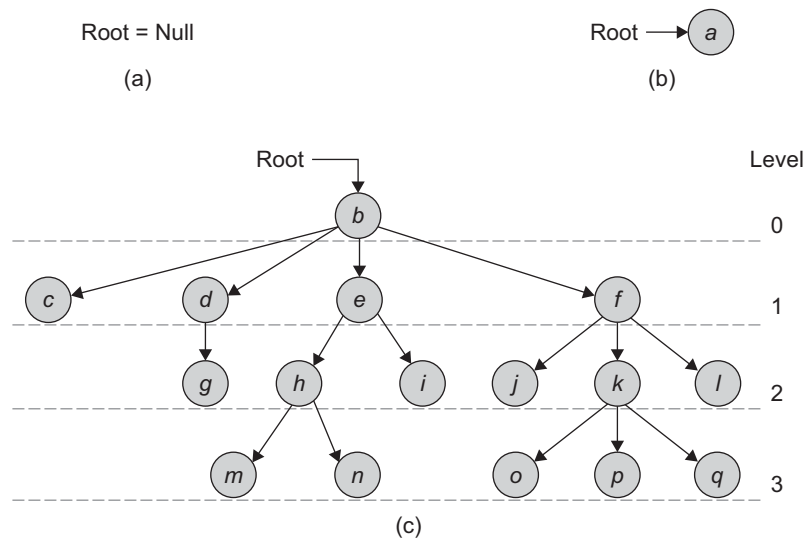 Root = Null
Root a
(a)
(b)
Root
Level
b
0
c d e f
1
g h i j k l
2
m n o p q
3
(c)